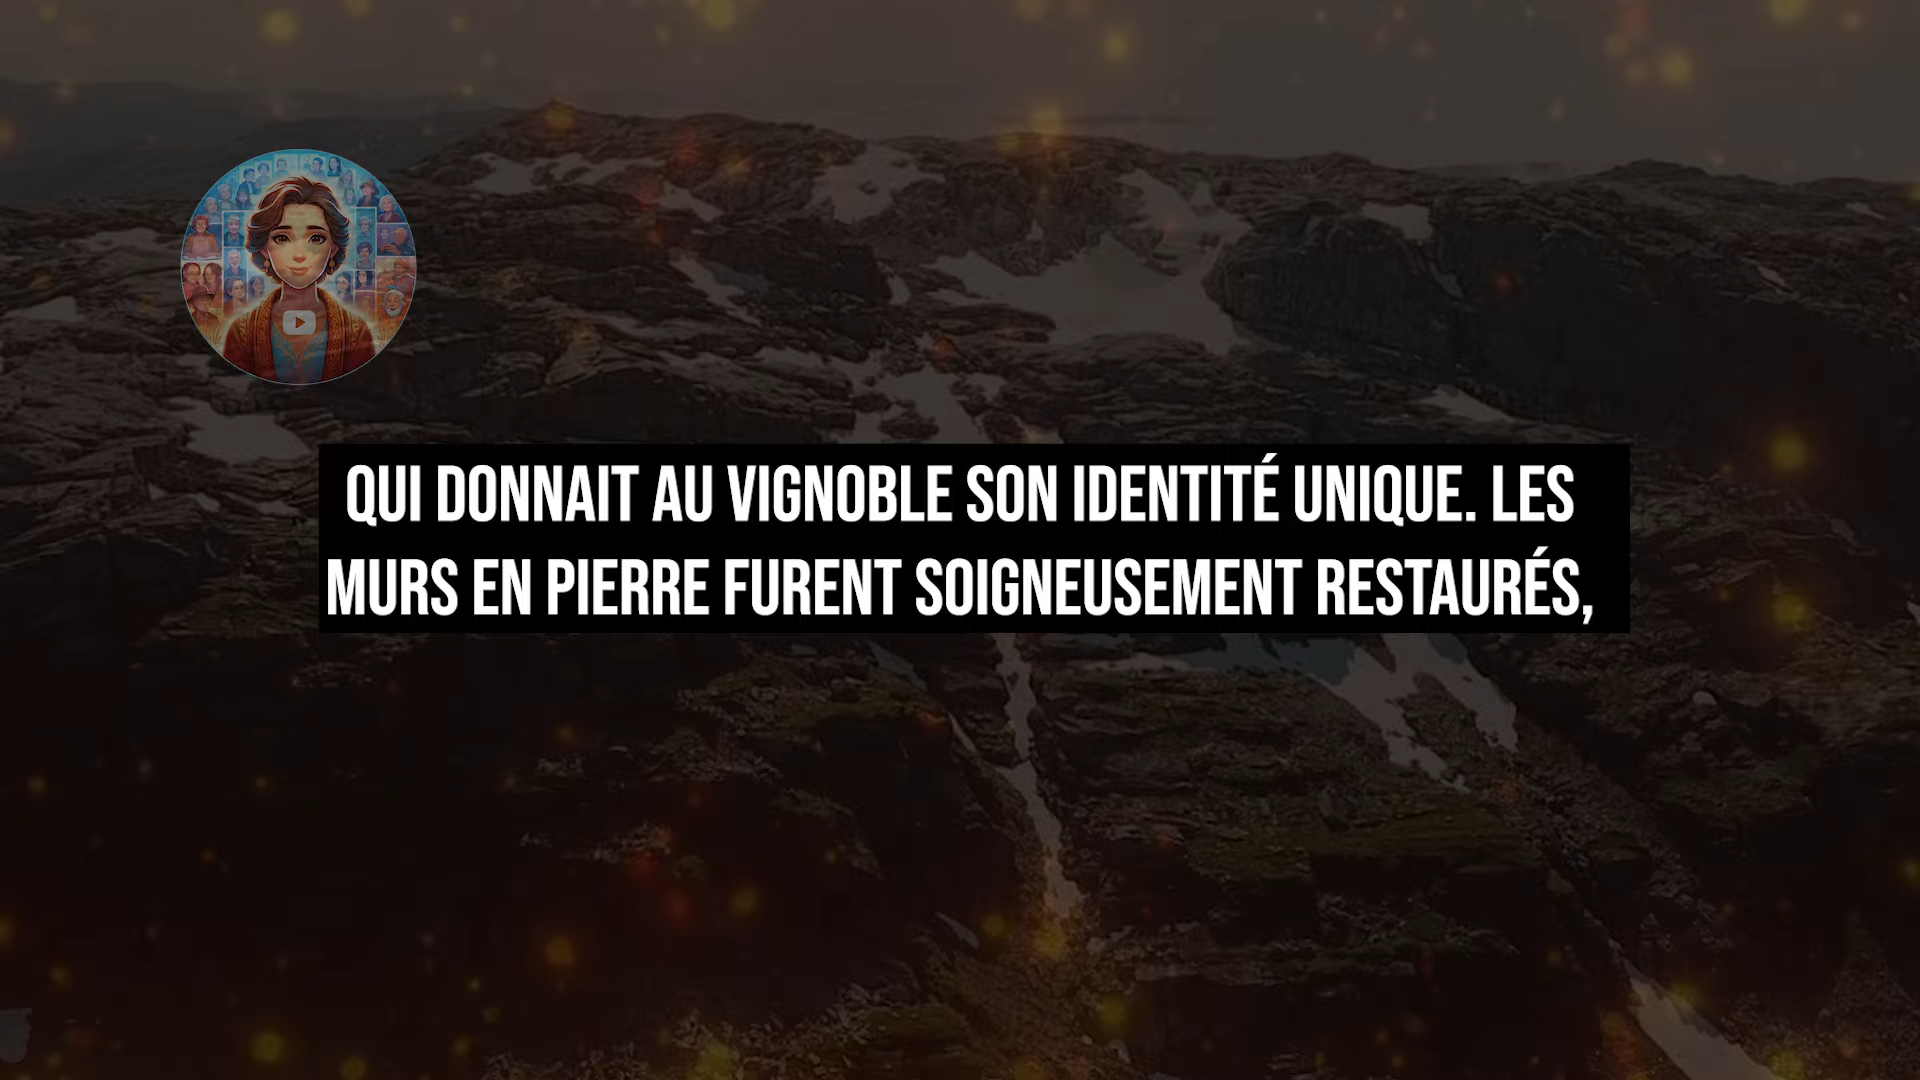 QUI DONNAIT AU VIGNOBLE SON IDENTITÉ UNIQUE. LES
MURS EN PIERRE FURENT SOIGNEUSEMENT RESTAURÉS,